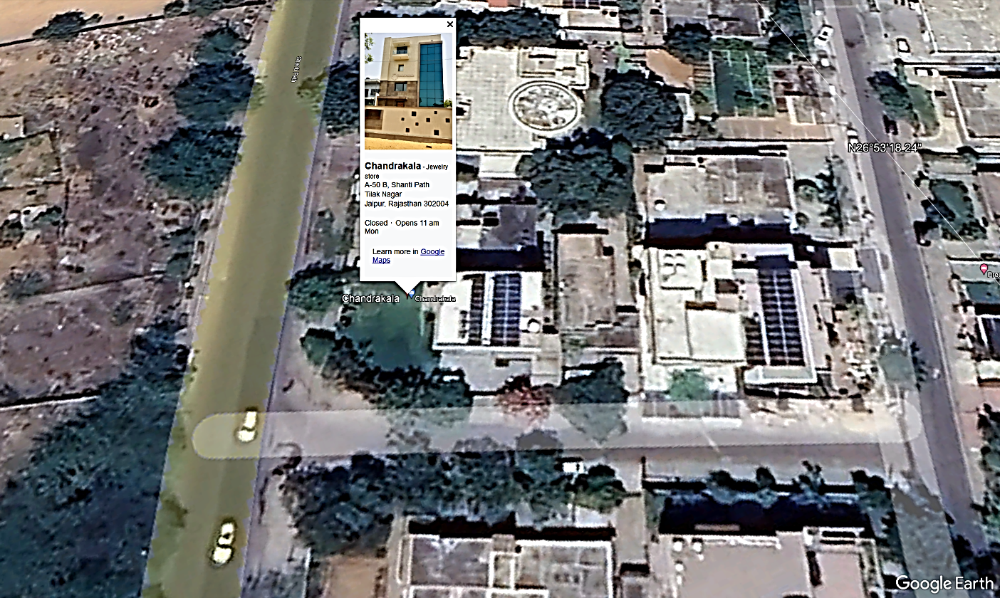 Shanti Path
Chandrakala - Jewelry
store
A-50 B, Shanti Path
Tilak Nagar
Jaipur, Rajasthan 302004
Closed · Opens 11 am
Mon
Learn more in Google
Maps
Chandrakala
Chandrakala
N26°53'18.24"
Google Earth